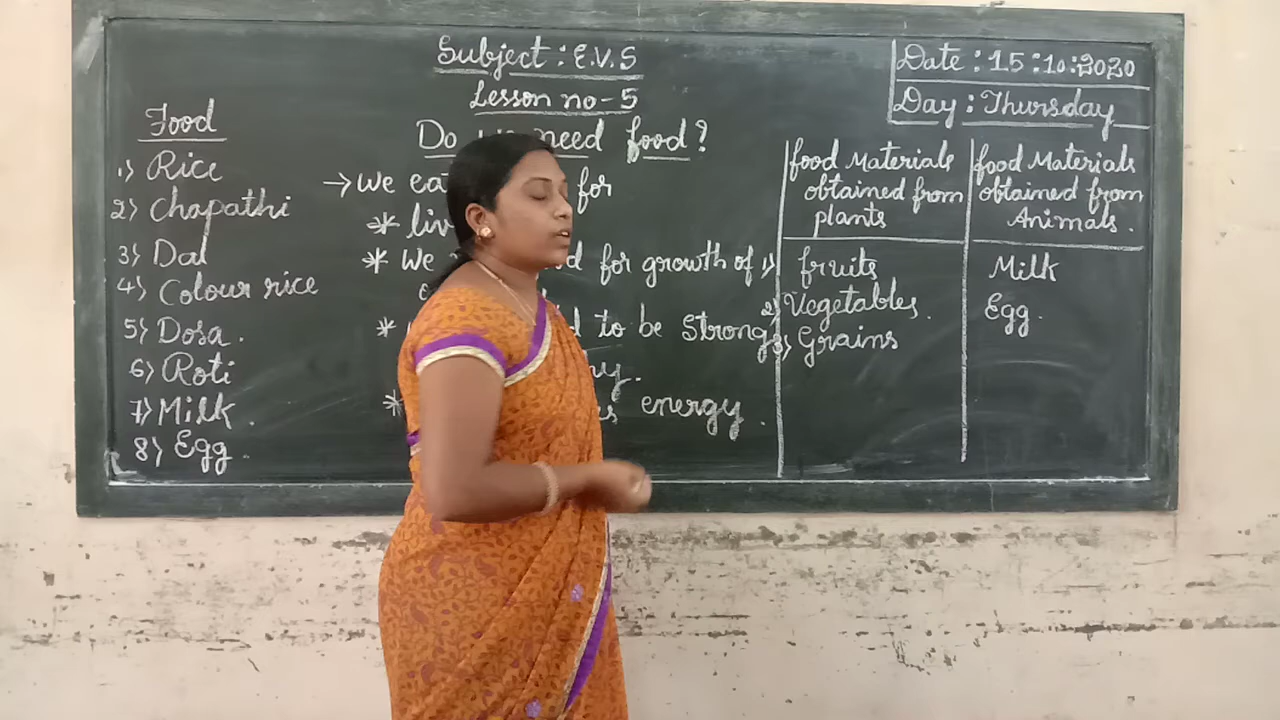 Subject : E.V.S
Lesson no - 5
Do need food?
Date : 15:10:2020
Day : Thursday
Food
1) Rice
2) Chapathi
3) Dal
4) Colour rice
5) Dosa.
6) Roti
7) Milk.
8) Egg.
→ We for
*
* We for growth of
* to be Strong
*  energy.
food Materials obtained from plants
1) fruits
2) Vegetables.
3) Grains
food Materials obtained from Animals.
Milk
Egg.